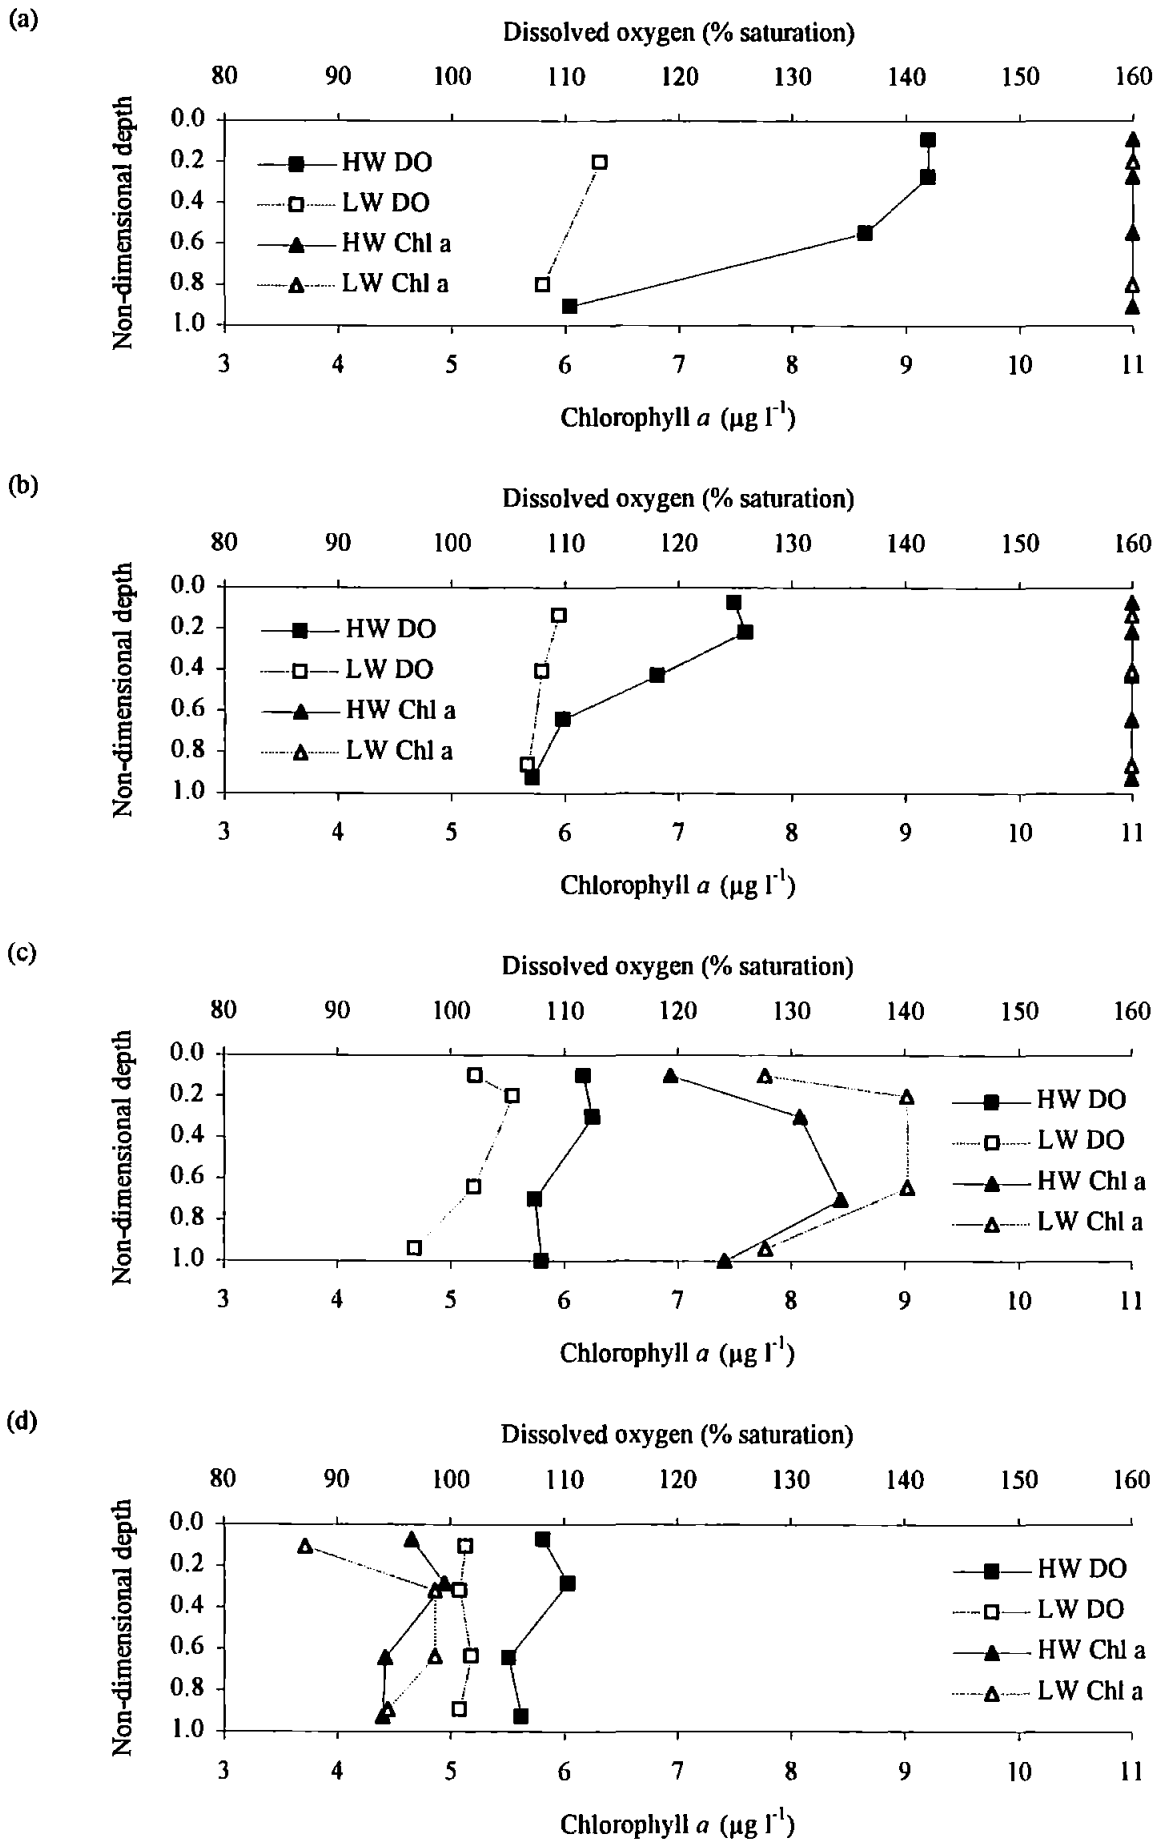 (a)
Dissolved oxygen (% saturation)
80 90 100 110 120 130 140 150 160
Non-dimensional depth
0.0
0.2
0.4
0.6
0.8
1.0
HW DO
LW DO
HW Chl a
LW Chl a
3 4 5 6 7 8 9 10 11
Chlorophyll a (µg l⁻¹)
(b)
Dissolved oxygen (% saturation)
80 90 100 110 120 130 140 150 160
Non-dimensional depth
0.0
0.2
0.4
0.6
0.8
1.0
HW DO
LW DO
HW Chl a
LW Chl a
3 4 5 6 7 8 9 10 11
Chlorophyll a (µg l⁻¹)
(c)
Dissolved oxygen (% saturation)
80 90 100 110 120 130 140 150 160
Non-dimensional depth
0.0
0.2
0.4
0.6
0.8
1.0
HW DO
LW DO
HW Chl a
LW Chl a
3 4 5 6 7 8 9 10 11
Chlorophyll a (µg l⁻¹)
(d)
Dissolved oxygen (% saturation)
80 90 100 110 120 130 140 150 160
Non-dimensional depth
0.0
0.2
0.4
0.6
0.8
1.0
HW DO
LW DO
HW Chl a
LW Chl a
3 4 5 6 7 8 9 10 11
Chlorophyll a (µg l⁻¹)